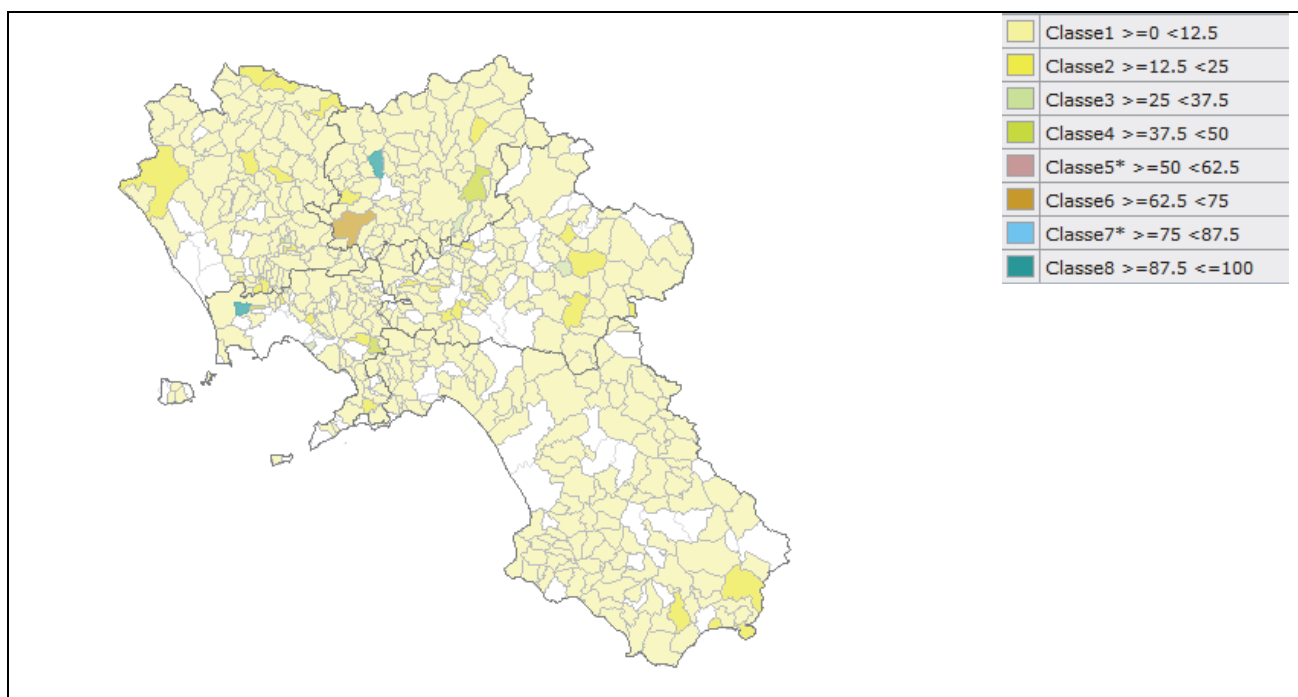 Classe1 >=0 <12.5
Classe2 >=12.5 <25
Classe3 >=25 <37.5
Classe4 >=37.5 <50
Classe5* >=50 <62.5
Classe6 >=62.5 <75
Classe7* >=75 <87.5
Classe8 >=87.5 <=100